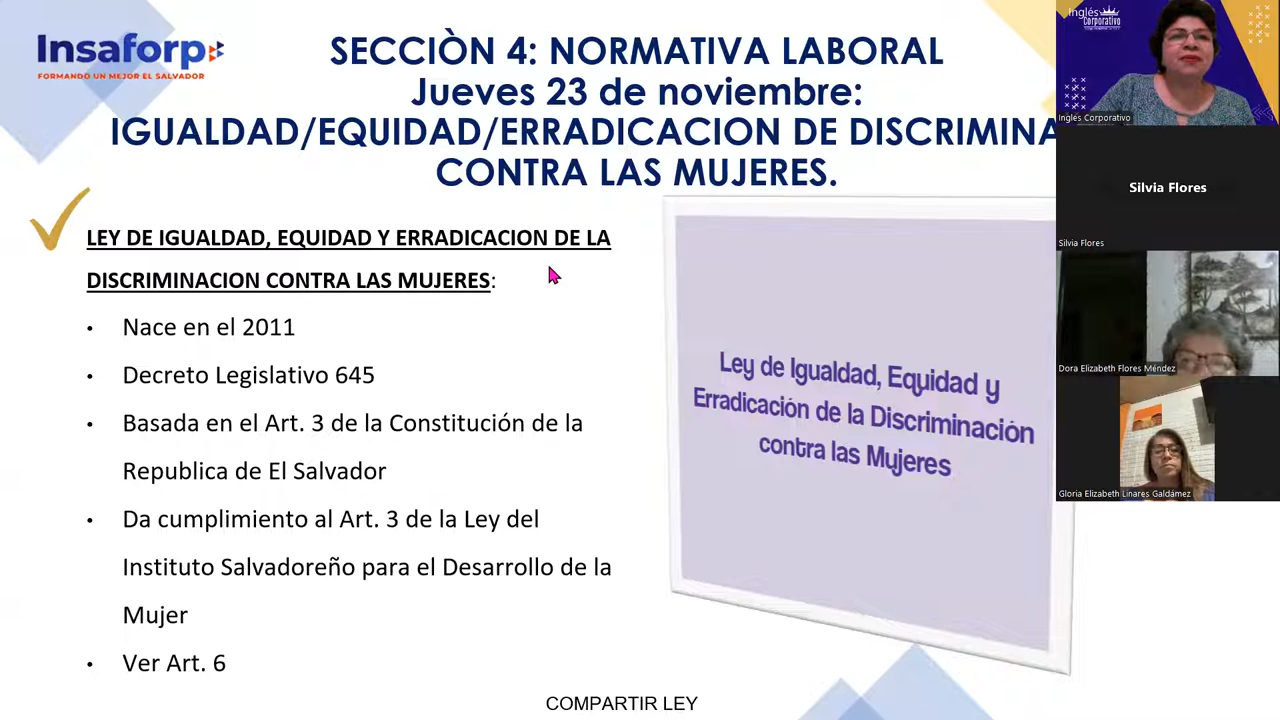 Insaforp
FORMANDO UN MEJOR EL SALVADOR
SECCIÒN 4: NORMATIVA LABORAL
Jueves 23 de noviembre:
IGUALDAD/EQUIDAD/ERRADICACION DE DISCRIMINA
CONTRA LAS MUJERES.
LEY DE IGUALDAD, EQUIDAD Y ERRADICACION DE LA
DISCRIMINACION CONTRA LAS MUJERES:
• Nace en el 2011
• Decreto Legislativo 645
• Basada en el Art. 3 de la Constitución de la
Republica de El Salvador
• Da cumplimiento al Art. 3 de la Ley del
Instituto Salvadoreño para el Desarrollo de la
Mujer
• Ver Art. 6
Ley de Igualdad, Equidad y
Erradicación de la Discriminación
contra las Mujeres
COMPARTIR LEY
Inglés
Corporativo
Inglés Corporativo
Silvia Flores
Silvia Flores
Dora Elizabeth Flores Méndez
Gloria Elizabeth Linares Galdámez